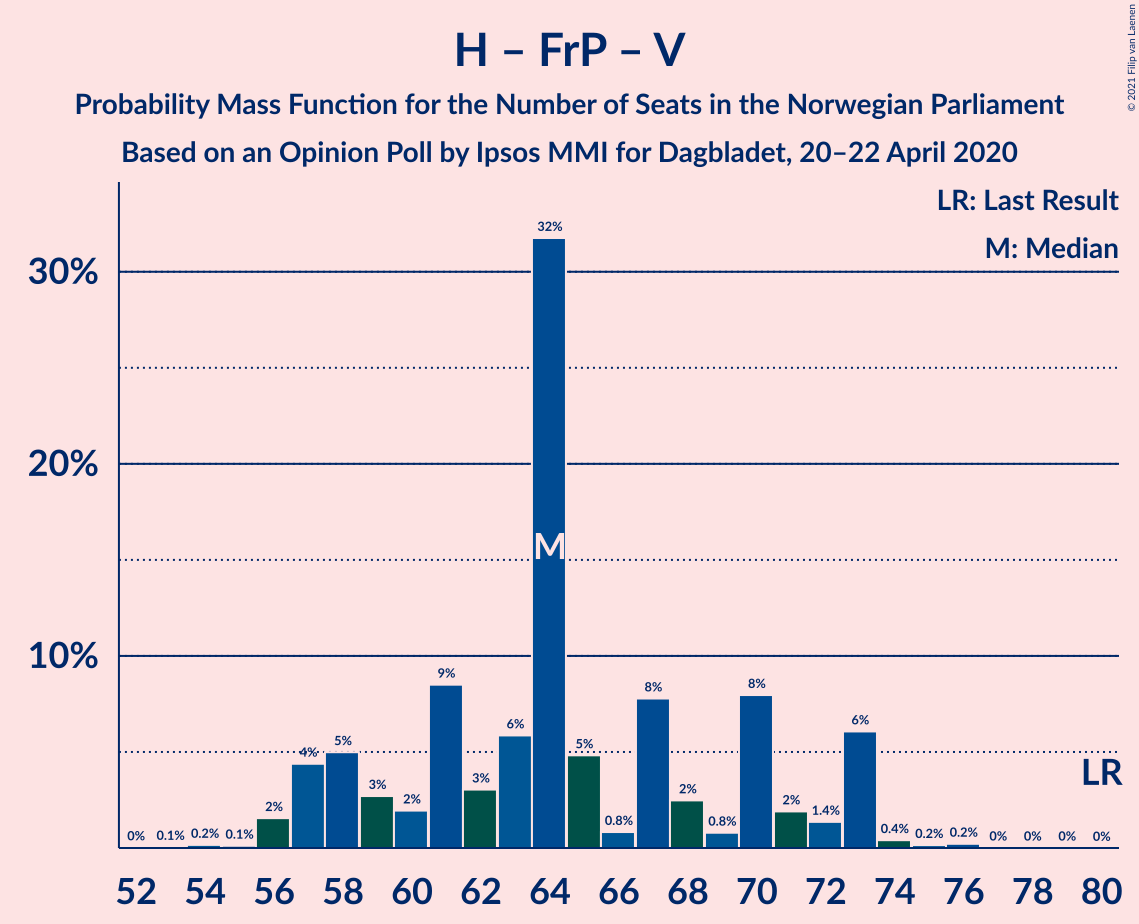 H – FrP – V
Probability Mass Function for the Number of Seats in the Norwegian Parliament
Based on an Opinion Poll by Ipsos MMI for Dagbladet, 20–22 April 2020
© 2021 Filip van Laenen
LR: Last Result
M: Median
30%
20%
10%
0% 0.1% 0.2% 0.1% 2% 4% 5% 3% 2% 9% 3% 6% 32% 5% 0.8% 8% 2% 0.8% 8% 2% 1.4% 6% 0.4% 0.2% 0.2% 0% 0% 0% 0%
M
LR
52 54 56 58 60 62 64 66 68 70 72 74 76 78 80